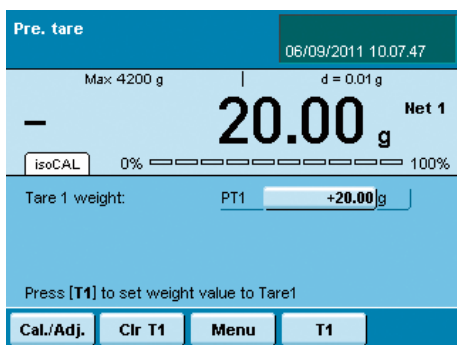 Pre. tare
06/09/2011 10.07.47
Max 4200 g d = 0.01 g
– 20.00 g Net 1
isoCAL 0% 100%
Tare 1 weight: PT1 +20.00 g
Press [T1] to set weight value to Tare1
Cal./Adj. Clr T1 Menu T1